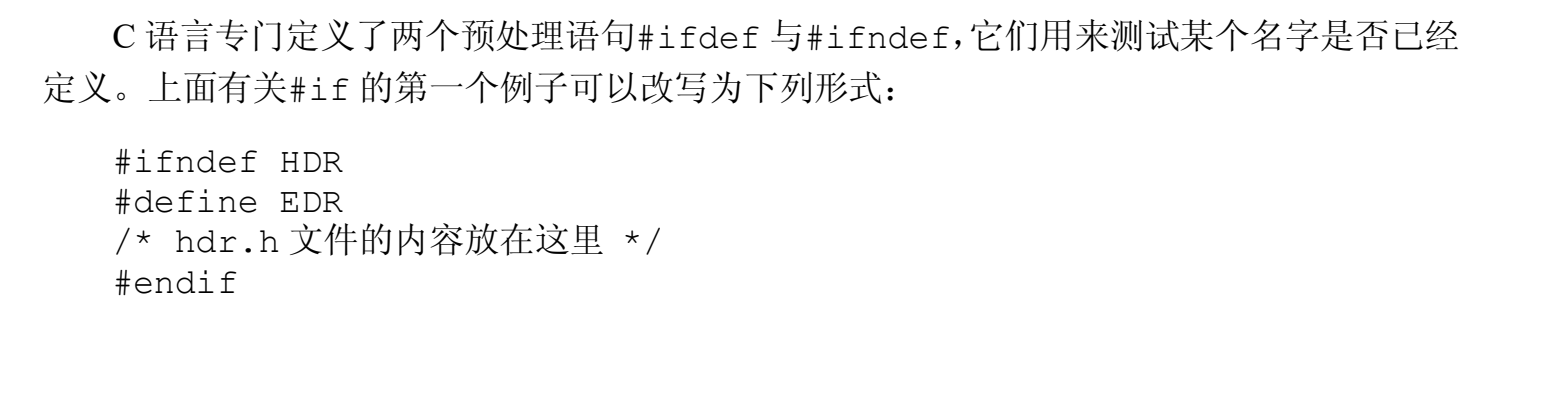 C 语言专门定义了两个预处理语句#ifdef 与#ifndef，它们用来测试某个名字是否已经
定义。上面有关#if 的第一个例子可以改写为下列形式：
#ifndef HDR
#define EDR
/* hdr.h 文件的内容放在这里 */
#endif